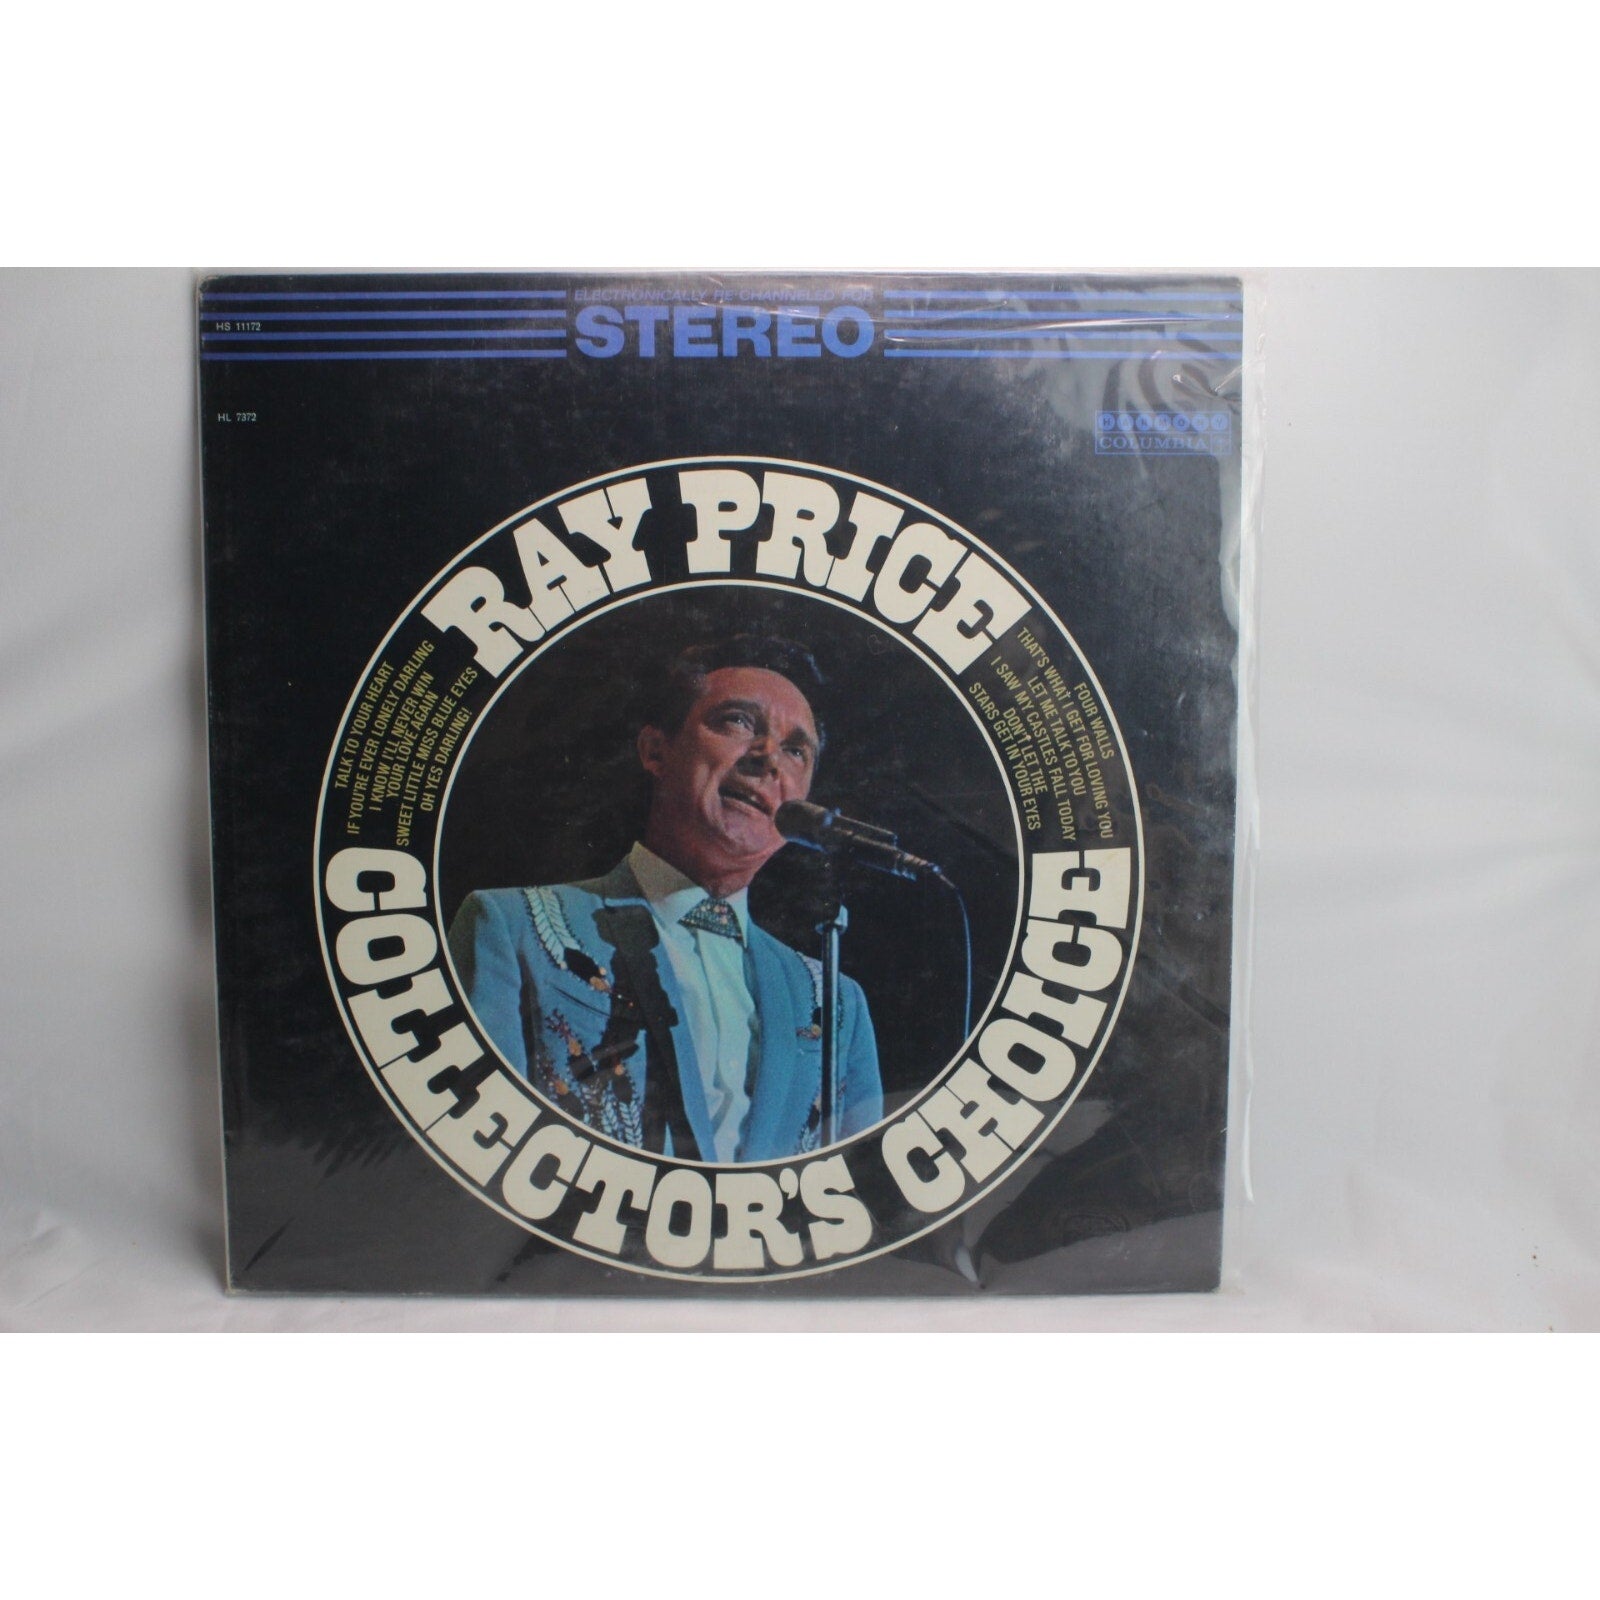 ELECTRONICALLY RE-CHANNELED FOR
STEREO
HS 11172
HL 7372
HARMONY
COLUMBIA
RAY PRICE
TALK TO YOUR HEART
IF YOU'RE EVER LONELY DARLING
I KNOW I'LL NEVER WIN
YOUR LOVE AGAIN
SWEET LITTLE MISS BLUE EYES
OH YES DARLING!
FOUR WALLS
THAT'S WHAT I GET FOR LOVING YOU
LET ME TALK TO YOU
I SAW MY CASTLES FALL TODAY
DON'T LET THE
STARS GET IN YOUR EYES
COLLECTOR'S CHOICE